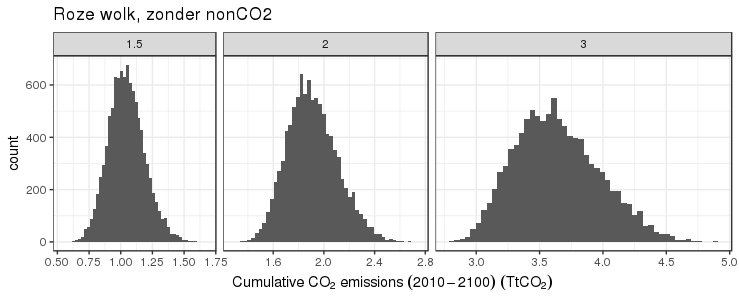 Roze wolk, zonder nonCO2
1.5
2
3
count
600
400
200
0
0.50 0.75 1.00 1.25 1.50 1.75
1.6 2.0 2.4 2.8
3.0 3.5 4.0 4.5 5.0
Cumulative CO₂ emissions (2010−2100) (TtCO₂)